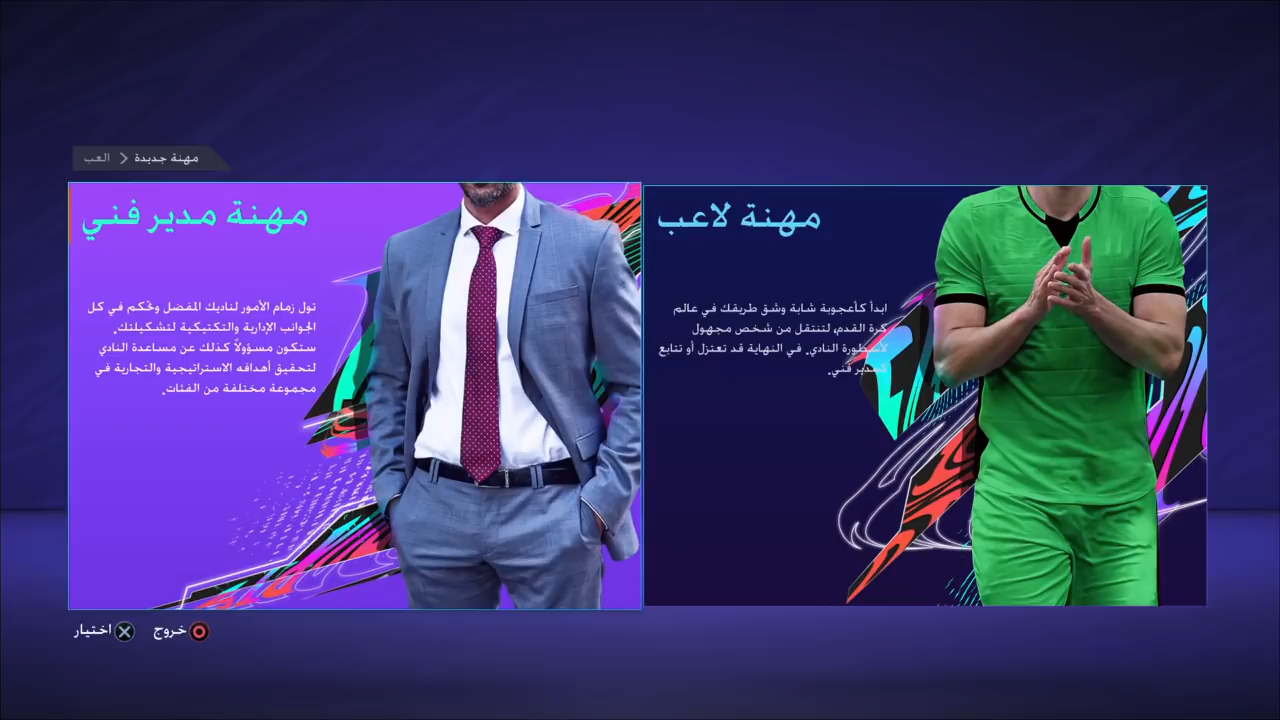 العب > مهنة جديدة
مهنة مدير فني
تول زمام الأمور لناديك المفضل وتحكم في كل
الجوانب الإدارية والتكتيكية لتشكيلتك.
ستكون مسؤولاً كذلك عن مساعدة النادي
لتحقيق أهدافه الاستراتيجية والتجارية في
مجموعة مختلفة من الفئات.
مهنة لاعب
ابدأ كأعجوبة شابة وشق طريقك في عالم
كرة القدم، لتنتقل من شخص مجهول
لأسطورة النادي. في النهاية قد تعتزل أو تتابع
كمدير فني.
اختيار
خروج